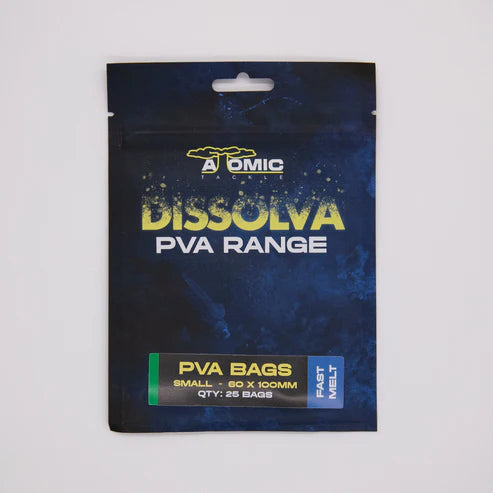 ATOMIC
TACKLE
DISSOLVA
PVA RANGE
PVA BAGS
SMALL - 60 X 100MM
QTY: 25 BAGS
FAST
MELT